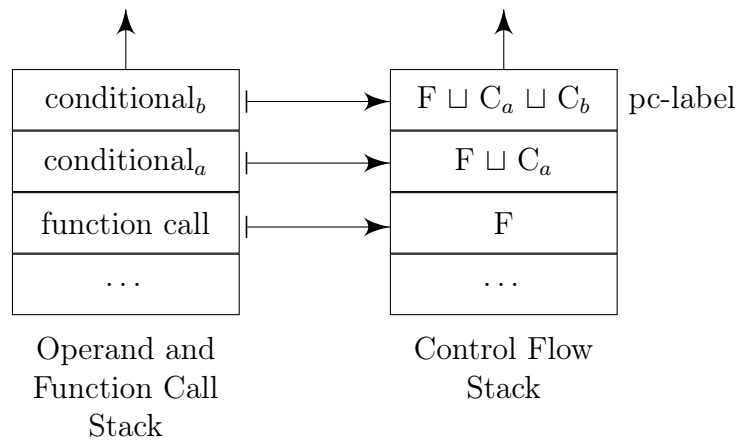 conditional_b F ⊔ C_a ⊔ C_b pc-label
conditional_a F ⊔ C_a
function call F
... ...
Operand and
Function Call
Stack
Control Flow
Stack